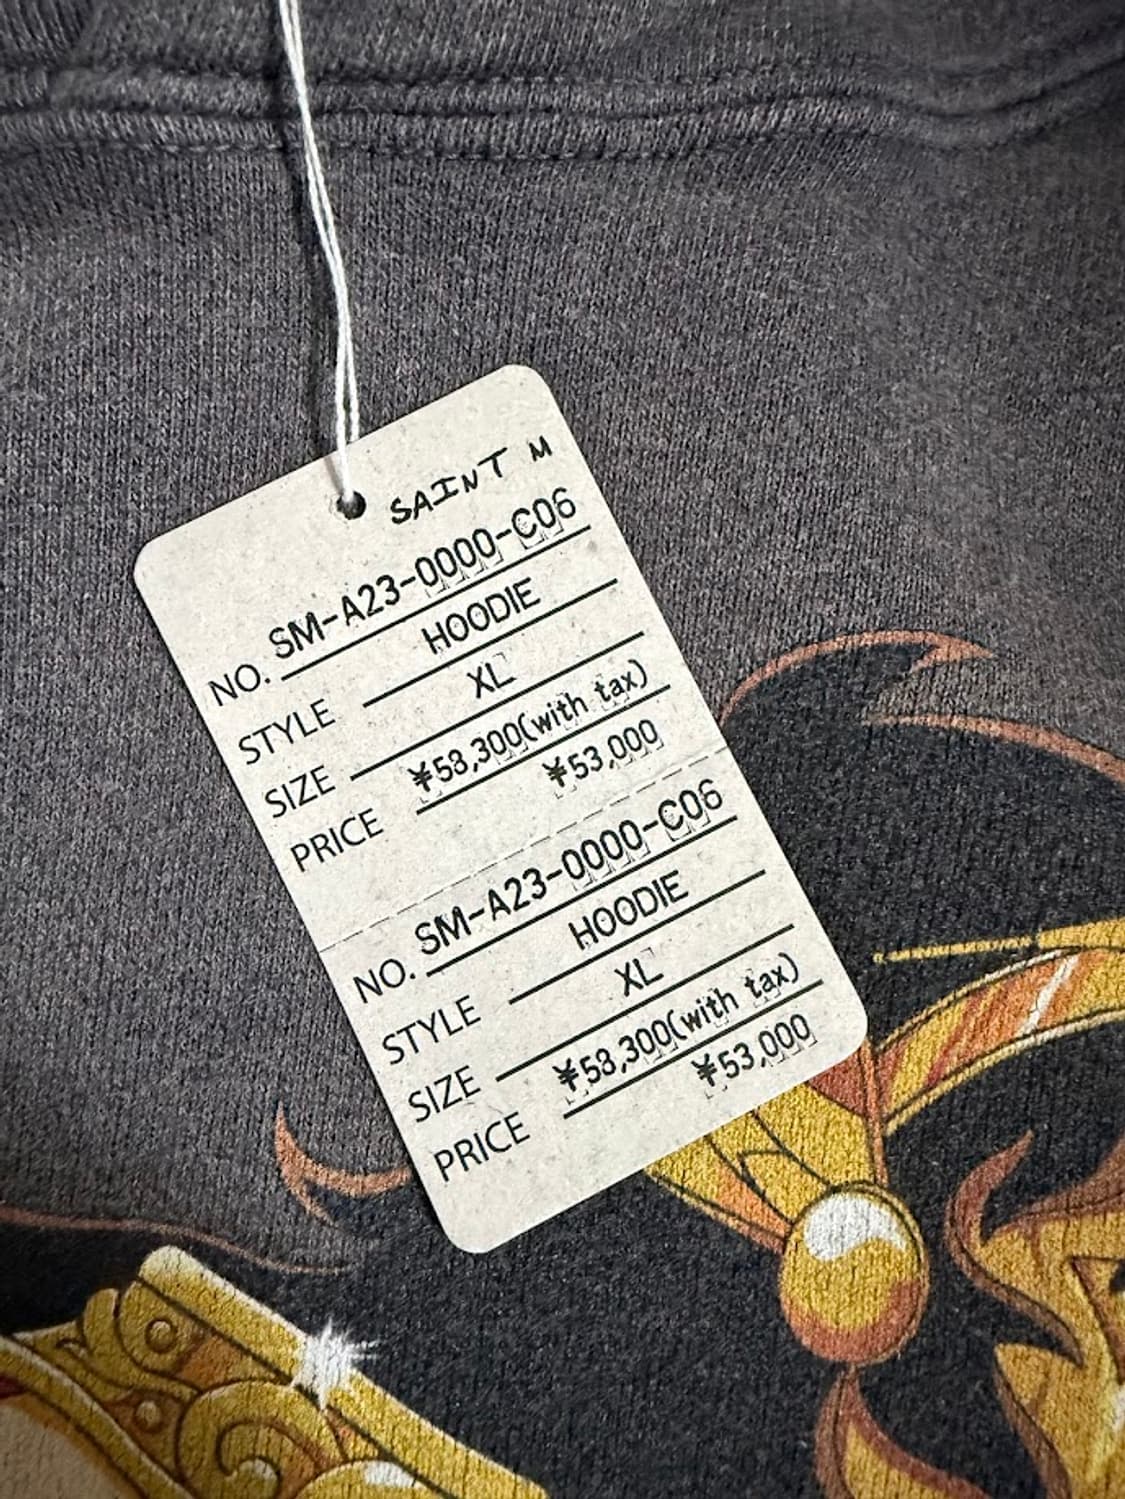 SAINT M
NO. SM-A23-0000-C06
STYLE HOODIE
SIZE XL
PRICE ¥58,300(with tax)
¥53,000
NO. SM-A23-0000-C06
STYLE HOODIE
SIZE XL
PRICE ¥58,300(with tax)
¥53,000